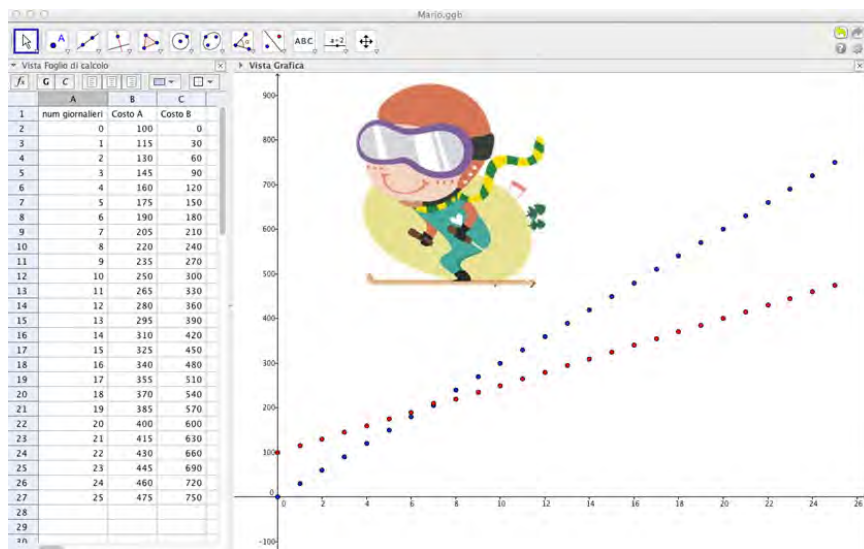 Mario.ggb
ABC a=2
Vista Foglio di calcolo
Vista Grafica
fx G C
A B C
1 num giornalieri Costo A Costo B
2 0 100 0
3 1 115 30
4 2 130 60
5 3 145 90
6 4 160 120
7 5 175 150
8 6 190 180
9 7 205 210
10 8 220 240
11 9 235 270
12 10 250 300
13 11 265 330
14 12 280 360
15 13 295 390
16 14 310 420
17 15 325 450
18 16 340 480
19 17 355 510
20 18 370 540
21 19 385 570
22 20 400 600
23 21 415 630
24 22 430 660
25 23 445 690
26 24 460 720
27 25 475 750
28
29
30
900
800
700
600
500
400
300
200
100
0
-100
0 2 4 6 8 10 12 14 16 18 20 22 24 26